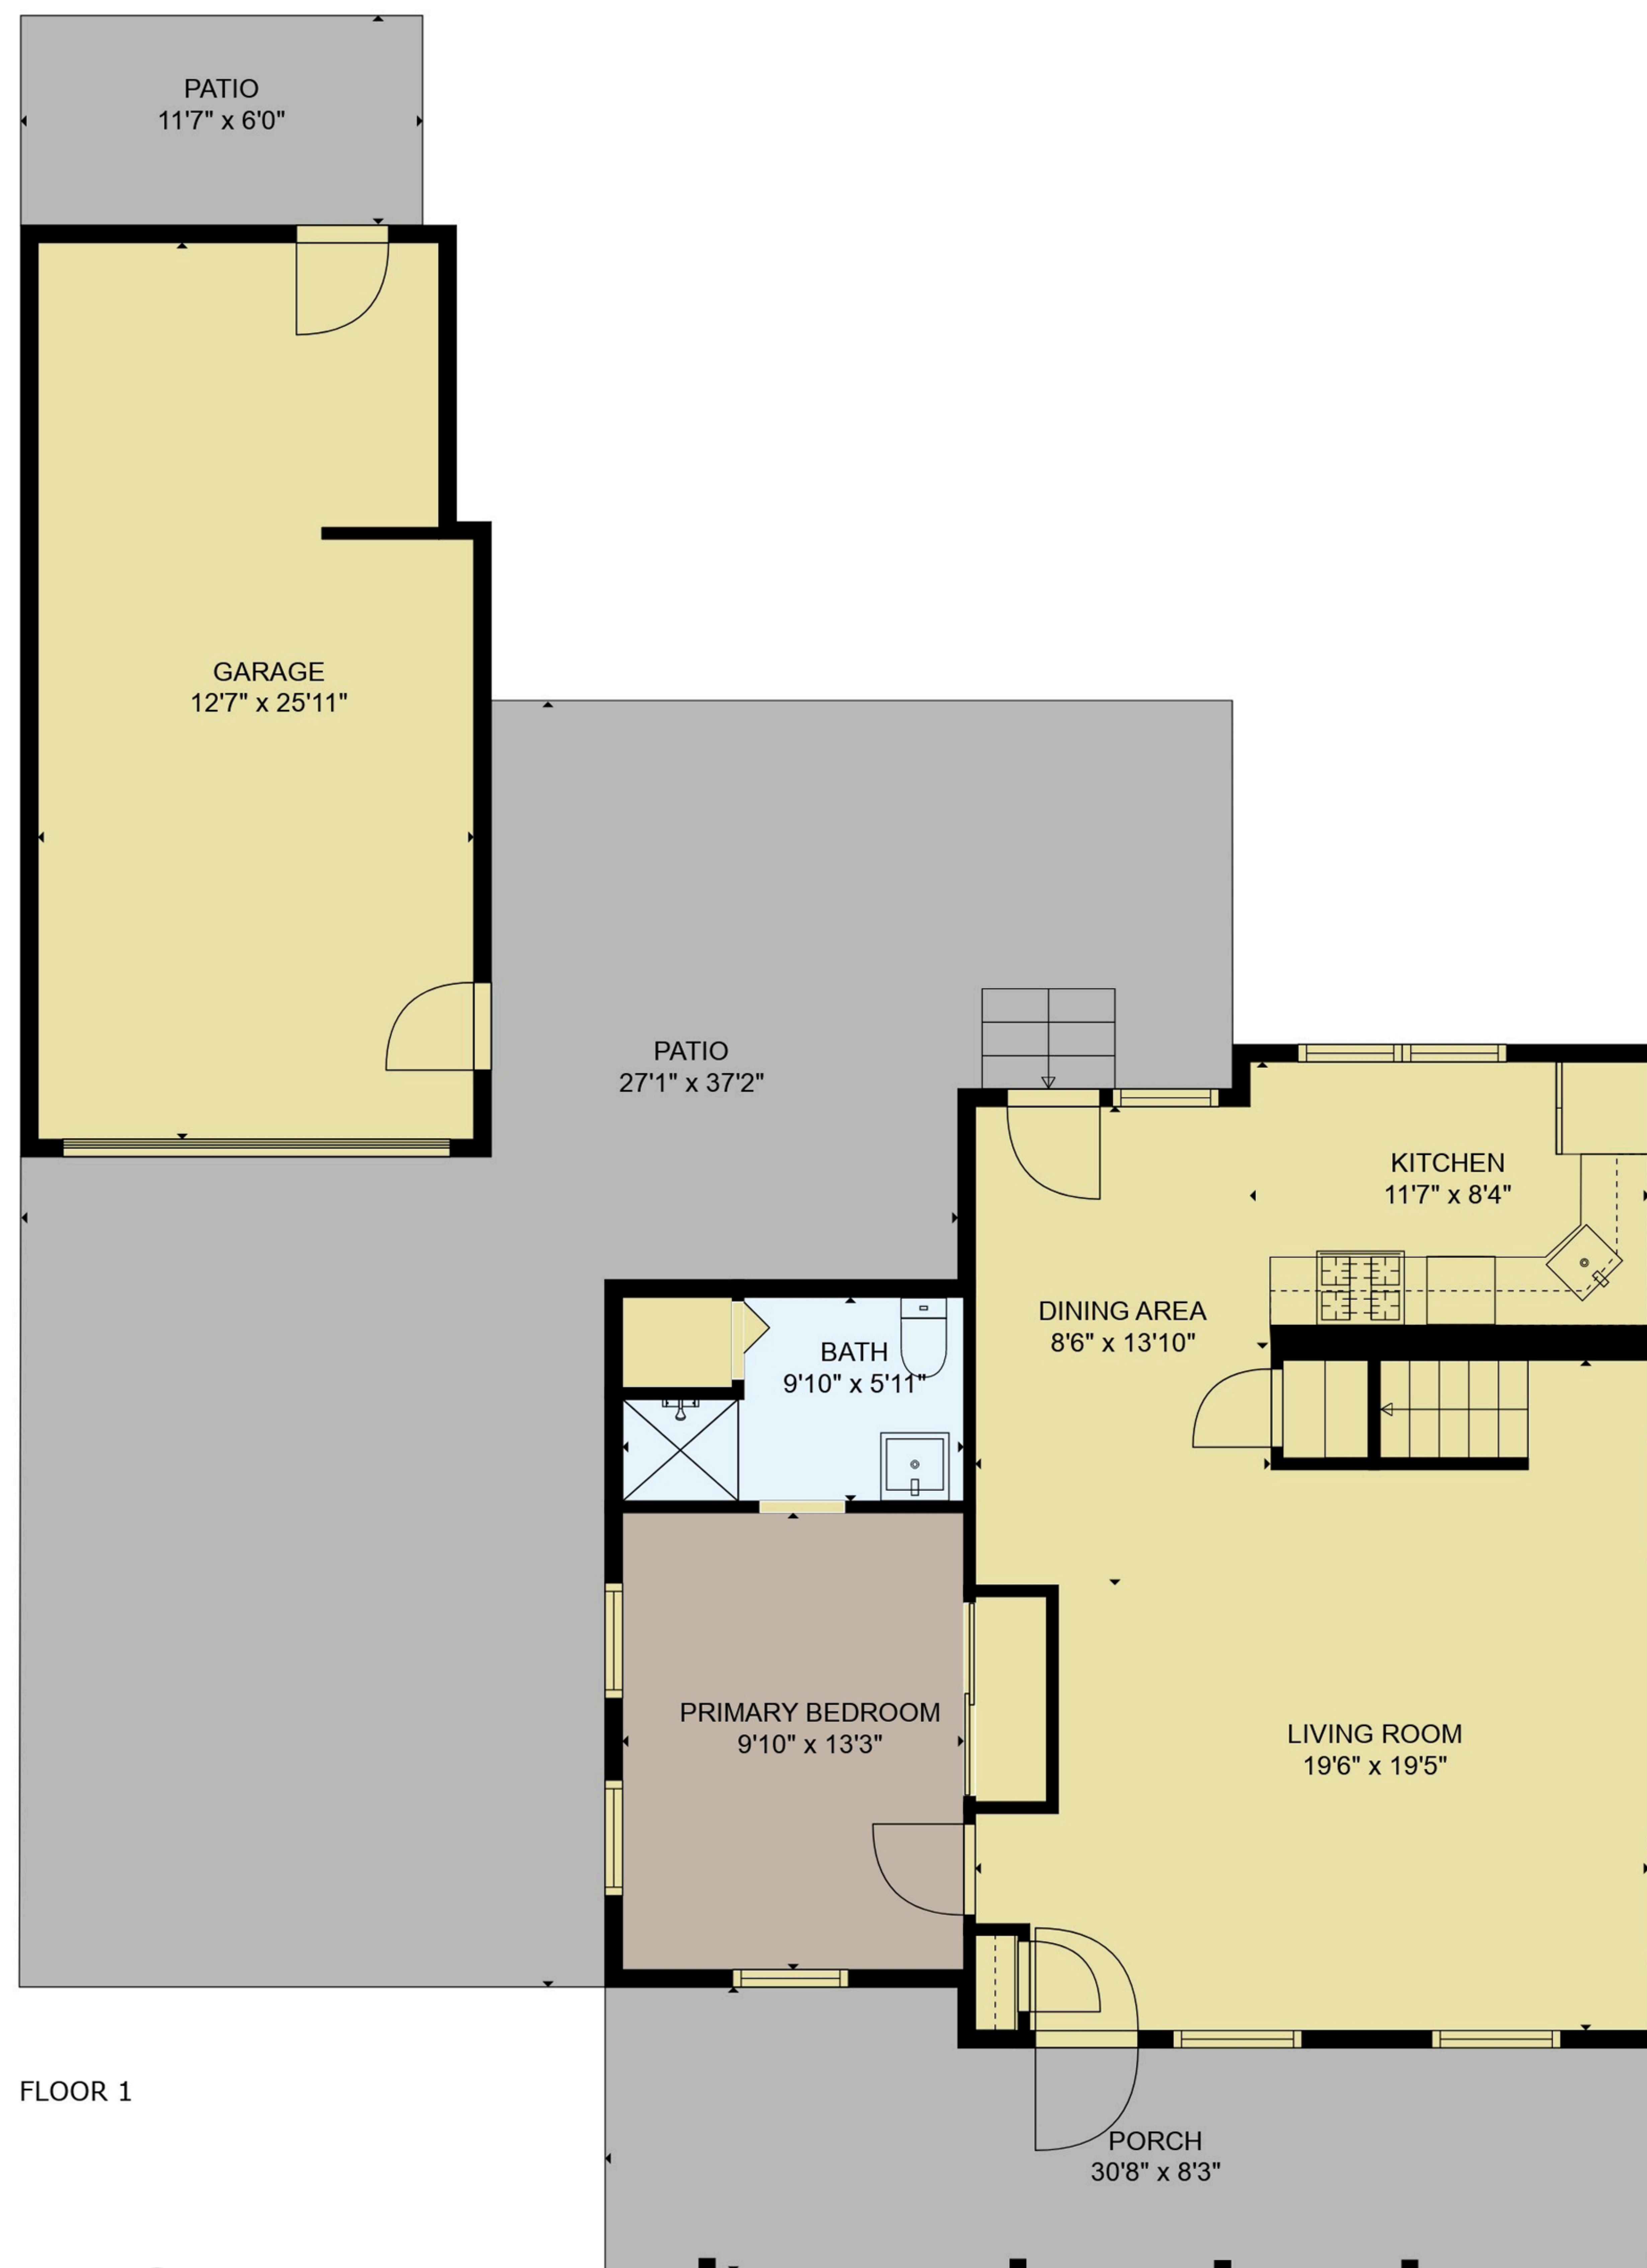 PATIO
11'7" x 6'0"
GARAGE
12'7" x 25'11"
PATIO
27'1" x 37'2"
KITCHEN
11'7" x 8'4"
DINING AREA
8'6" x 13'10"
BATH
9'10" x 5'11"
PRIMARY BEDROOM
9'10" x 13'3"
LIVING ROOM
19'6" x 19'5"
FLOOR 1
PORCH
30'8" x 8'3"